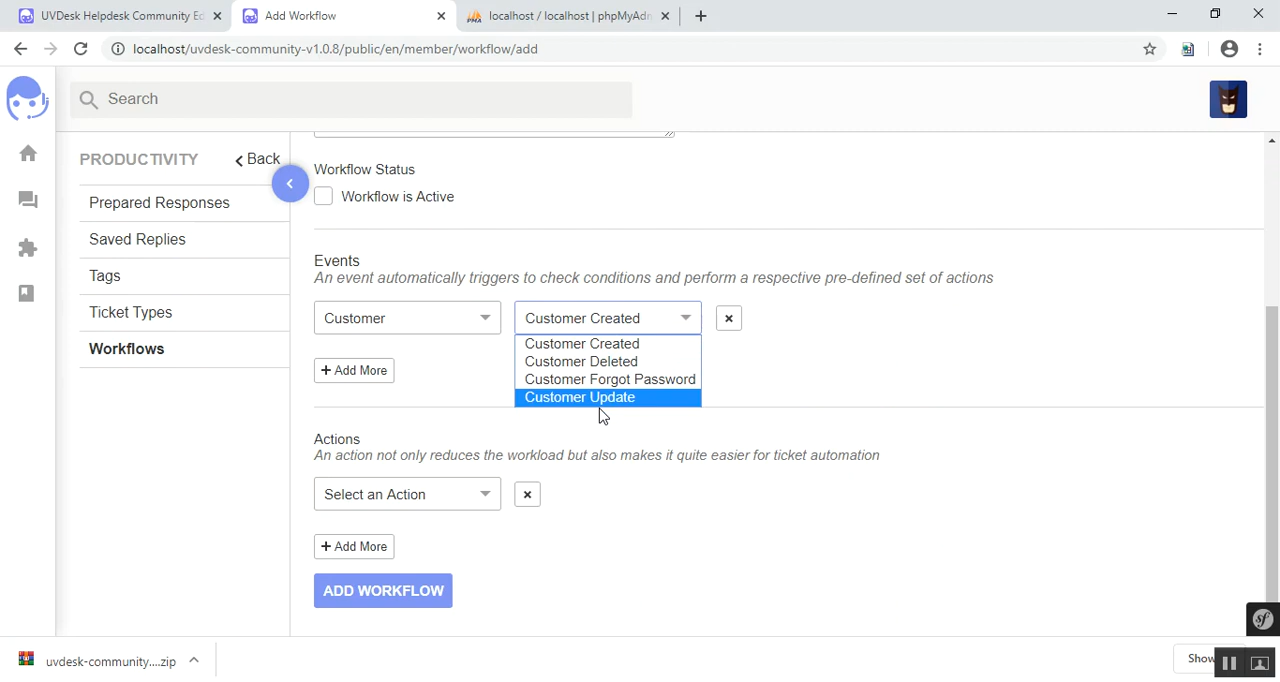 UVDesk Helpdesk Community Ed
Add Workflow
localhost / localhost | phpMyAdn
localhost/uvdesk-community-v1.0.8/public/en/member/workflow/add
Search
PRODUCTIVITY
Back
Prepared Responses
Saved Replies
Tags
Ticket Types
Workflows
Workflow Status
Workflow is Active
Events
An event automatically triggers to check conditions and perform a respective pre-defined set of actions
Customer
Customer Created
Customer Created
Customer Deleted
Customer Forgot Password
Customer Update
+ Add More
Actions
An action not only reduces the workload but also makes it quite easier for ticket automation
Select an Action
+ Add More
ADD WORKFLOW
uvdesk-community....zip
Show